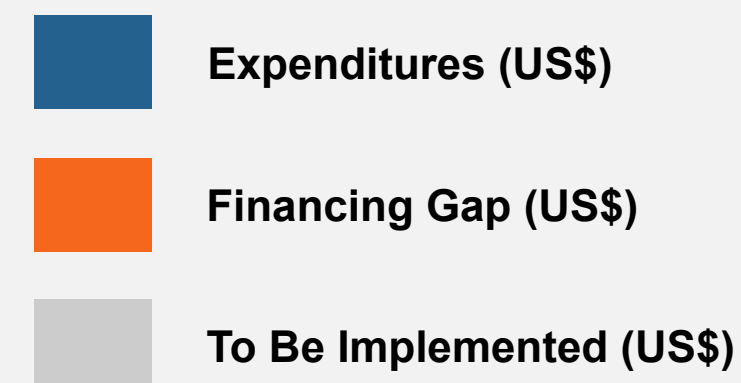 Expenditures (US$)
Financing Gap (US$)
To Be Implemented (US$)